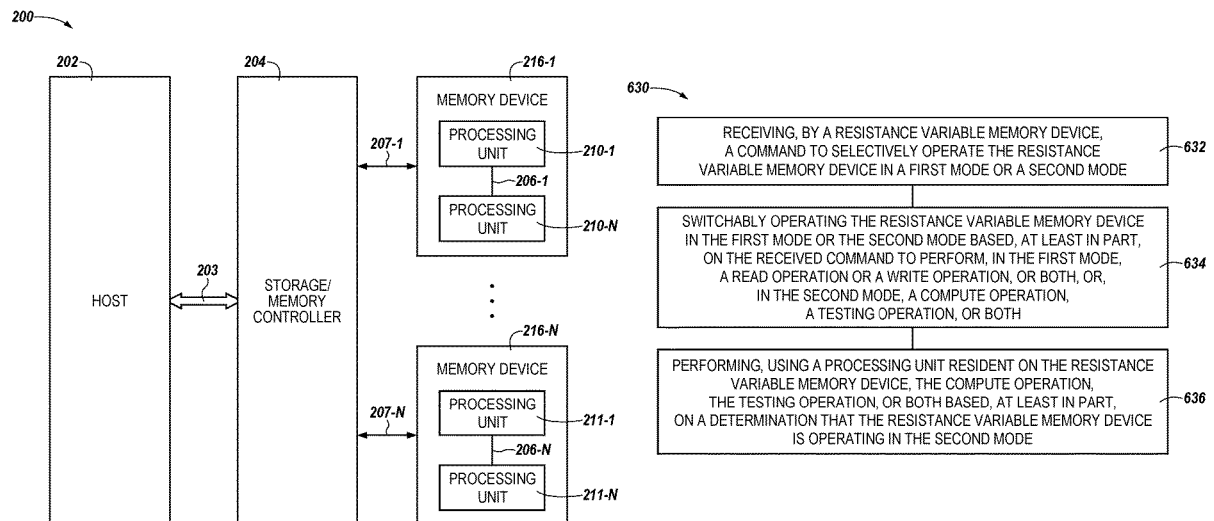 200
202
HOST
203
204
STORAGE/
MEMORY
CONTROLLER
207-1
216-1
MEMORY DEVICE
PROCESSING
UNIT
210-1
206-1
PROCESSING
UNIT
210-N
207-N
216-N
MEMORY DEVICE
PROCESSING
UNIT
211-1
206-N
PROCESSING
UNIT
211-N
630
RECEIVING, BY A RESISTANCE VARIABLE MEMORY DEVICE,
A COMMAND TO SELECTIVELY OPERATE THE RESISTANCE
VARIABLE MEMORY DEVICE IN A FIRST MODE OR A SECOND MODE
632
SWITCHABLY OPERATING THE RESISTANCE VARIABLE MEMORY DEVICE
IN THE FIRST MODE OR THE SECOND MODE BASED, AT LEAST IN PART,
ON THE RECEIVED COMMAND TO PERFORM, IN THE FIRST MODE,
A READ OPERATION OR A WRITE OPERATION, OR BOTH, OR,
IN THE SECOND MODE, A COMPUTE OPERATION,
A TESTING OPERATION, OR BOTH
634
PERFORMING, USING A PROCESSING UNIT RESIDENT ON THE RESISTANCE
VARIABLE MEMORY DEVICE, THE COMPUTE OPERATION,
THE TESTING OPERATION, OR BOTH BASED, AT LEAST IN PART,
ON A DETERMINATION THAT THE RESISTANCE VARIABLE MEMORY DEVICE
IS OPERATING IN THE SECOND MODE
636